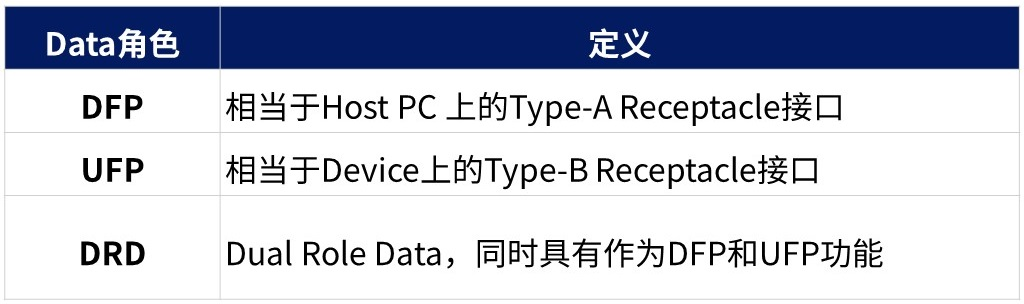 Data角色 定义
DFP 相当于Host PC 上的Type-A Receptacle接口
UFP 相当于Device上的Type-B Receptacle接口
DRD Dual Role Data，同时具有作为DFP和UFP功能